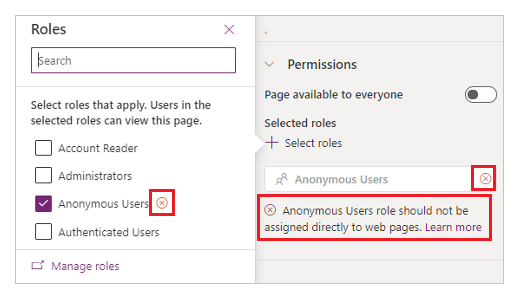 Roles
Search
Select roles that apply. Users in the
selected roles can view this page.
Account Reader
Administrators
Anonymous Users
Authenticated Users
Manage roles
Permissions
Page available to everyone
Selected roles
Select roles
Anonymous Users
Anonymous Users role should not be
assigned directly to web pages. Learn more